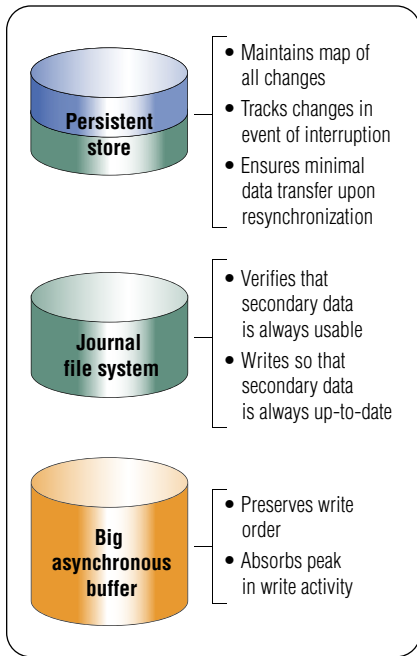 Persistent
store
• Maintains map of
all changes
• Tracks changes in
event of interruption
• Ensures minimal
data transfer upon
resynchronization
Journal
file system
• Verifies that
secondary data
is always usable
• Writes so that
secondary data
is always up-to-date
Big
asynchronous
buffer
• Preserves write
order
• Absorbs peak
in write activity